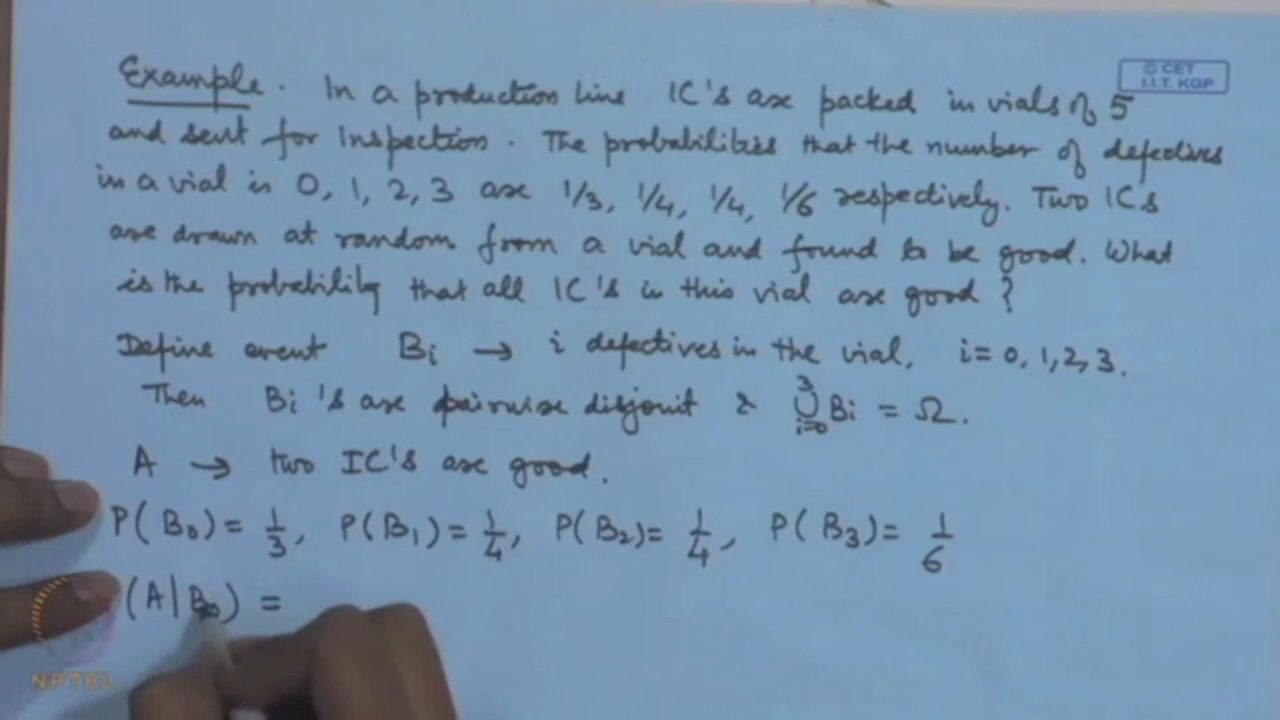 Example. In a production line IC's are packed in vials of 5
© CET
I.I.T. KGP
and sent for inspection. The probabilities that the number of defectives
in a vial is 0, 1, 2, 3 are 1/3, 1/4, 1/4, 1/6 respectively. Two IC's
are drawn at random from a vial and found to be good. What
is the probability that all IC's in this vial are good?
Define event Bi → i defectives in the vial, i = 0, 1, 2, 3.
Then Bi's are pairwise disjoint & ⋃_{i=0}^{3} Bi = Ω.
A → two IC's are good.
P(B₀) = 1/3, P(B₁) = 1/4, P(B₂) = 1/4, P(B₃) = 1/6
(A|B₀) =
NPTEL